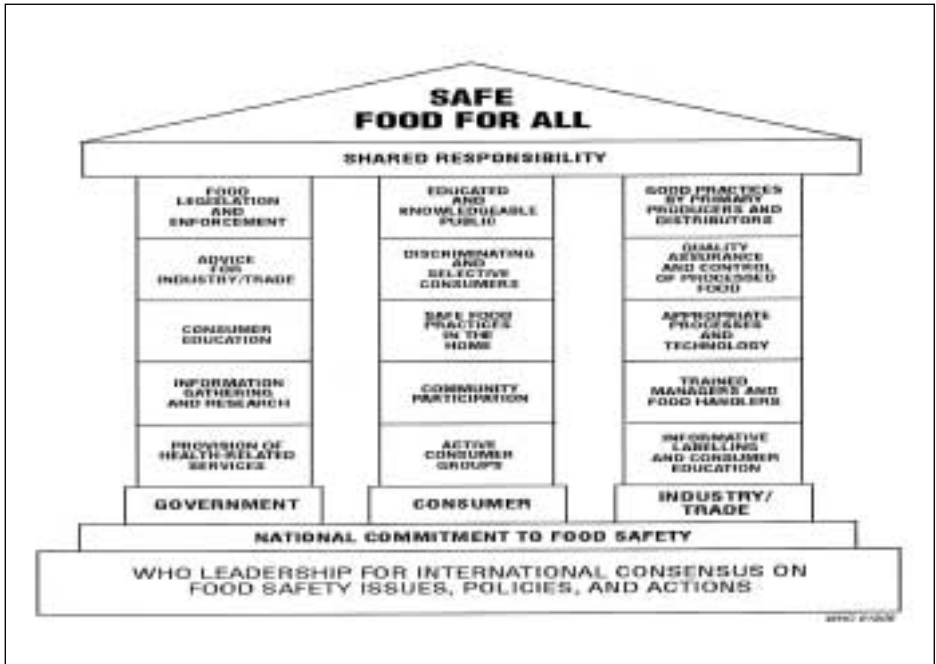 SAFE
FOOD FOR ALL
SHARED RESPONSIBILITY
FOOD
LEGISLATION
AND
ENFORCEMENT
ADVICE
FOR
INDUSTRY/TRADE
CONSUMER
EDUCATION
INFORMATION
GATHERING
AND RESEARCH
PROVISION OF
HEALTH-RELATED
SERVICES
GOVERNMENT
EDUCATED
AND
KNOWLEDGEABLE
PUBLIC
DISCRIMINATING
AND
SELECTIVE
CONSUMERS
SAFE FOOD
PRACTICES
IN THE
HOME
COMMUNITY
PARTICIPATION
ACTIVE
CONSUMER
GROUPS
CONSUMER
GOOD PRACTICES
BY PRIMARY
PRODUCERS AND
DISTRIBUTORS
QUALITY
ASSURANCE
AND CONTROL
OF PROCESSED
FOOD
APPROPRIATE
PROCESSES
AND
TECHNOLOGY
TRAINED
MANAGERS AND
FOOD HANDLERS
INFORMATIVE
LABELLING
AND CONSUMER
EDUCATION
INDUSTRY/
TRADE
NATIONAL COMMITMENT TO FOOD SAFETY
WHO LEADERSHIP FOR INTERNATIONAL CONSENSUS ON
FOOD SAFETY ISSUES, POLICIES, AND ACTIONS
WHO